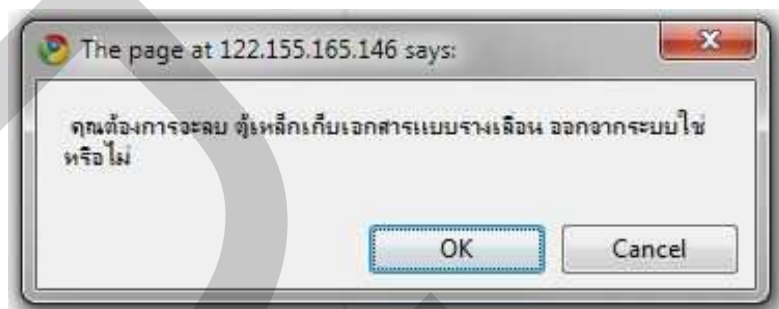 The page at 122.155.165.146 says:
คุณต้องการจะลบ ตู้เหล็กเก็บเอกสารแบบรางเลื่อน ออกจากระบบใช่
หรือไม่
OK Cancel